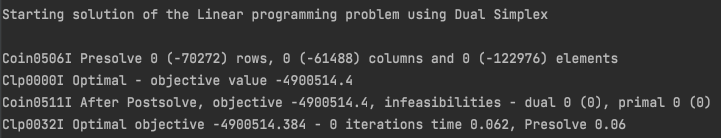 Starting solution of the Linear programming problem using Dual Simplex
Coin0506I Presolve 0 (-70272) rows, 0 (-61488) columns and 0 (-122976) elements
Clp0000I Optimal - objective value -4900514.4
Coin0511I After Postsolve, objective -4900514.4, infeasibilities - dual 0 (0), primal 0 (0)
Clp0032I Optimal objective -4900514.384 - 0 iterations time 0.062, Presolve 0.06